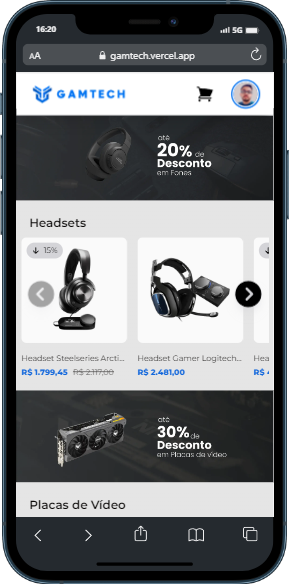 16:20
5G
AA
gamtech.vercel.app
GAMTECH
até
20% de
Desconto
em Fones
Headsets
15%
Headset Steelseries Arcti...
Headset Gamer Logitech...
Hea
R$ 1.799,45 R$ 2.117,00
R$ 2.481,00
R$
até
30% de
Desconto
em Placas de vídeo
Placas de Vídeo